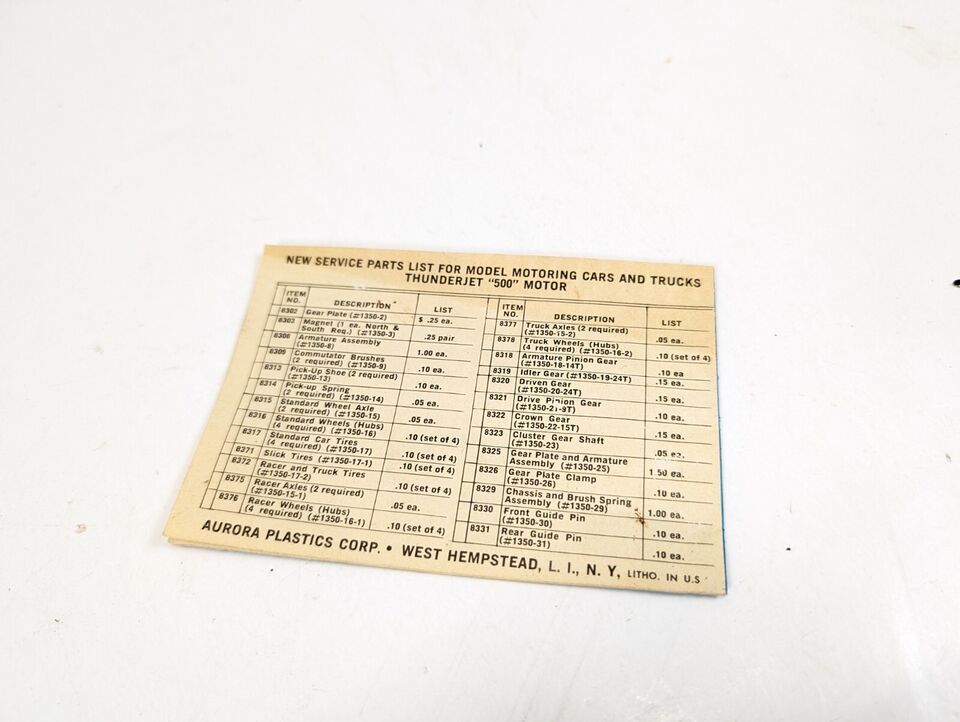 NEW SERVICE PARTS LIST FOR MODEL MOTORING CARS AND TRUCKS
THUNDERJET "500" MOTOR
ITEM NO. DESCRIPTION LIST
8302 Gear Plate (#1350-2) $ .25 ea.
8303 Magnet (1 ea. North &
South Req.) (#1350-3) .25 pair
8308 Armature Assembly
(#1350-8) 1.00 ea.
8309 Commutator Brushes
(2 required) (#1350-9) .10 ea.
8313 Pick-Up Shoe (2 required)
(#1350-13) .10 ea.
8314 Pick-up Spring
(2 required) (#1350-14) .05 ea.
8315 Standard Wheel Axle
(2 required) (#1350-15) .05 ea.
8316 Standard Wheels (Hubs)
(4 required) (#1350-16) .10 (set of 4)
8317 Standard Car Tires
(4 required) (#1350-17) .10 (set of 4)
8371 Slick Tires (#1350-17-1) .10 (set of 4)
8372 Racer and Truck Tires
(#1350-17-2) .10 (set of 4)
8375 Racer Axles (2 required)
(#1350-15-1) .05 ea.
8376 Racer Wheels (Hubs)
(4 required) (#1350-16-1) .10 (set of 4)
ITEM NO. DESCRIPTION LIST
8377 Truck Axles (2 required)
(#1350-15-2) .05 ea.
8378 Truck Wheels (Hubs)
(4 required) (#1350-16-2) .10 (set of 4)
8318 Armature Pinion Gear
(#1350-18-14T) .10 ea
8319 Idler Gear (#1350-19-24T) .15 ea.
8320 Driven Gear
(#1350-20-24T) .15 ea.
8321 Drive Pinion Gear
(#1350-21-9T) .10 ea.
8322 Crown Gear
(#1350-22-15T) .15 ea.
8323 Cluster Gear Shaft
(#1350-23) .05 ea.
8325 Gear Plate and Armature
Assembly (#1350-25) 1.50 ea.
8326 Gear Plate Clamp
(#1350-26) .10 ea.
8329 Chassis and Brush Spring
Assembly (#1350-29) 1.00 ea.
8330 Front Guide Pin
(#1350-30) .10 ea.
8331 Rear Guide Pin
(#1350-31) .10 ea.
AURORA PLASTICS CORP. • WEST HEMPSTEAD, L. I., N. Y, LITHO. IN U.S